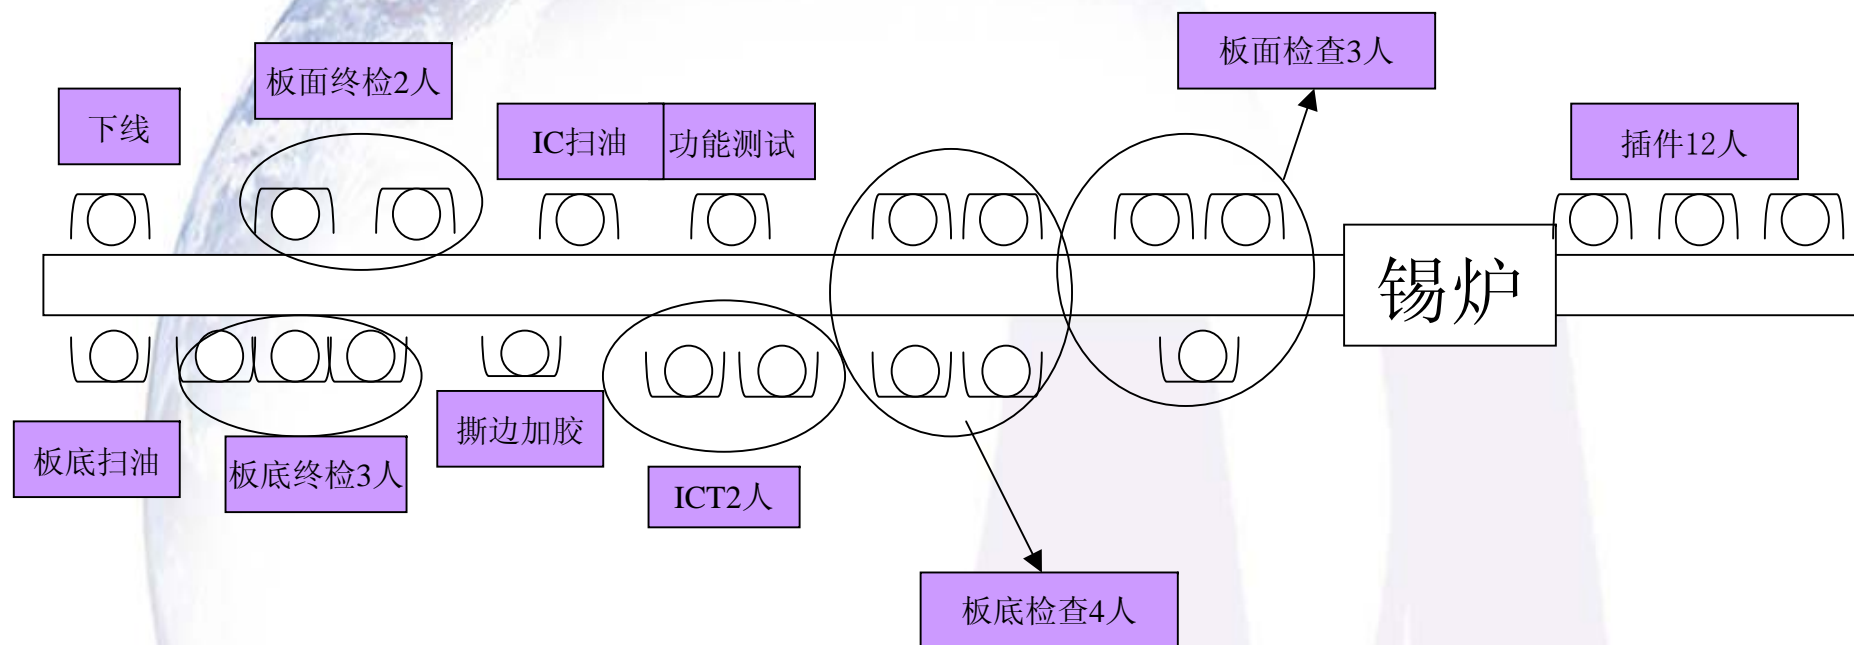 板面检查3人
板面终检2人
下线
IC扫油
功能测试
插件12人
锡炉
撕边加胶
板底扫油
板底终检3人
ICT2人
板底检查4人